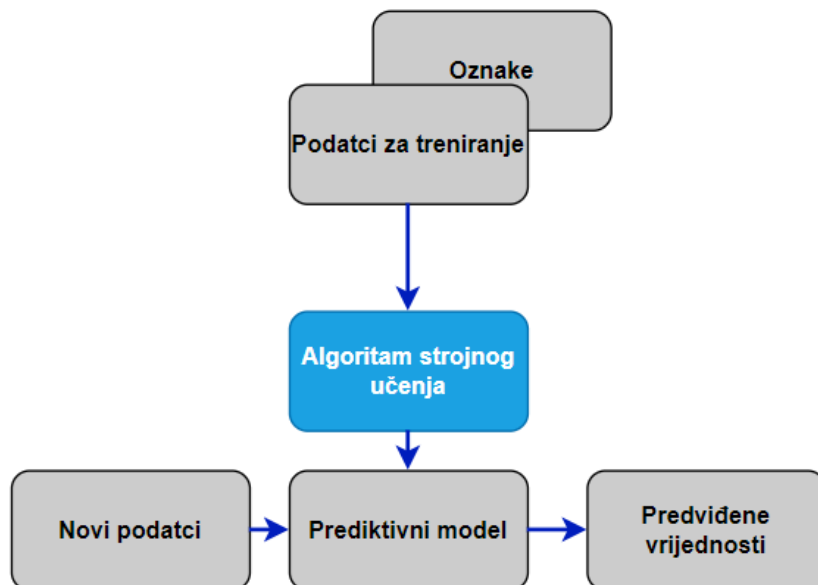 Oznake
Podatci za treniranje
Algoritam strojnog
učenja
Novi podatci
Prediktivni model
Predviđene
vrijednosti